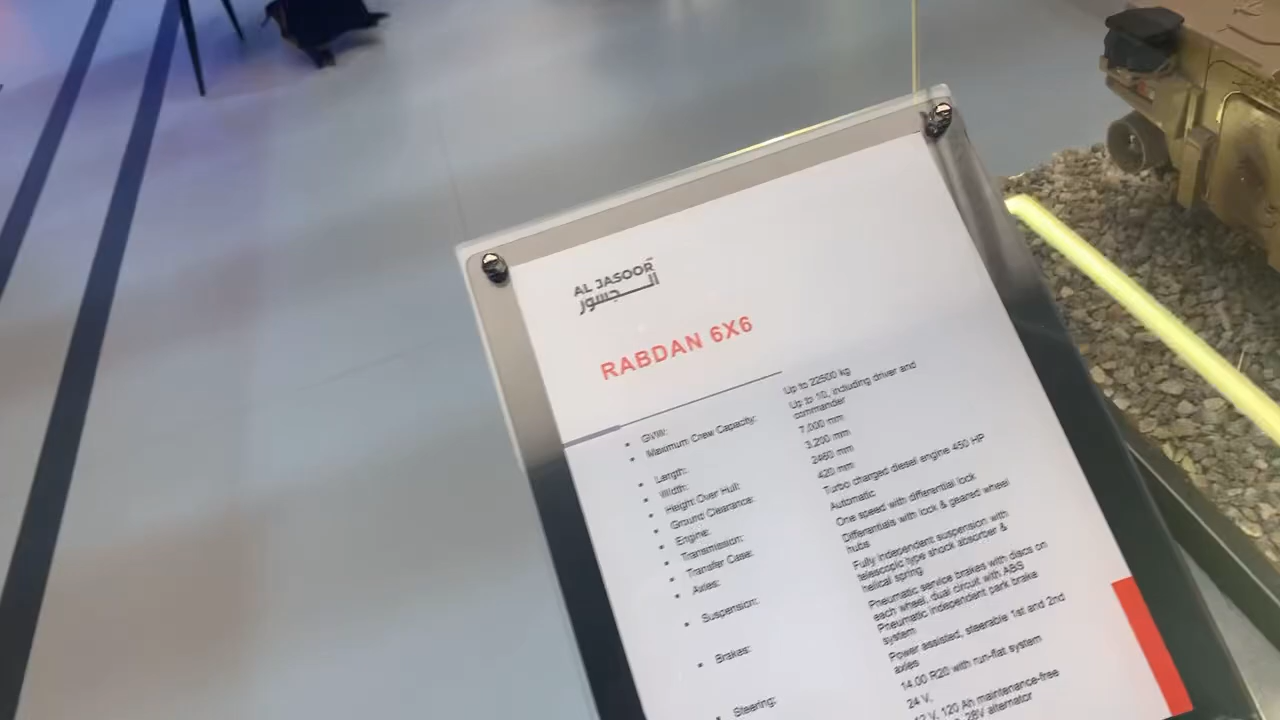 AL JASOOR
الجسور
RABDAN 6X6
GVW: Up to 22500 kg
Maximum Crew Capacity: Up to 10, including driver and
commander
Length: 7,000 mm
Width: 3,200 mm
Height Over Hull: 2460 mm
Ground Clearance: 420 mm
Engine: Turbo charged diesel engine 450 HP
Transmission: Automatic
Transfer Case: One speed with differential lock
Axles: Differentials with lock & geared wheel
hubs
Suspension: Fully independent suspension with
telescopic type shock absorber &
helical spring
Brakes: Pneumatic service brakes with discs on
each wheel, dual circuit with ABS
Pneumatic independent park brake
system
Steering: Power assisted, steerable 1st and 2nd
axles
14.00 R20 with run-flat system
24 V,
12 V, 120 Ah maintenance-free
28V alternator